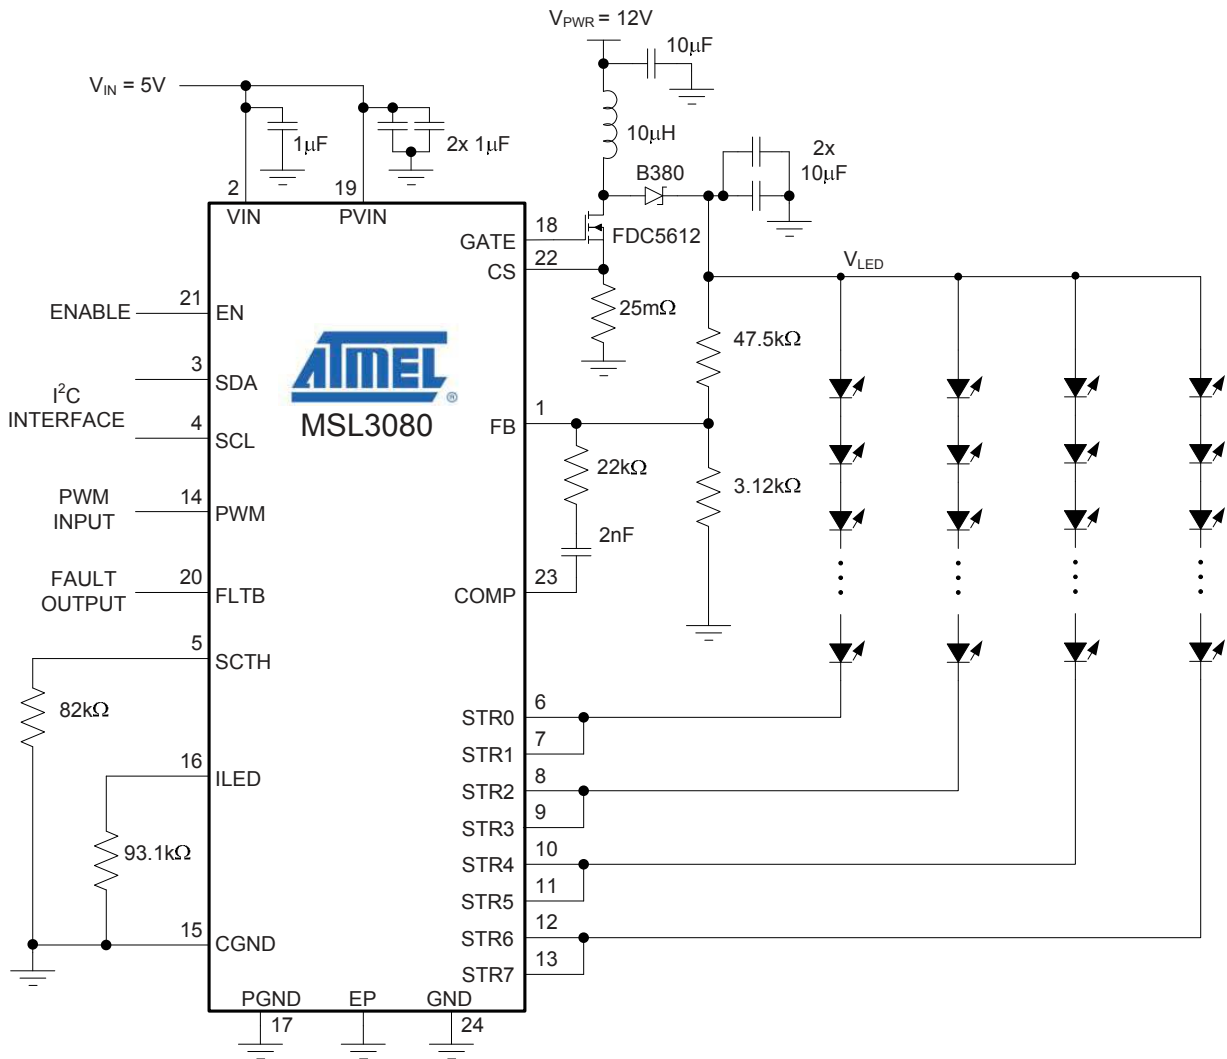 V_PWR = 12V
10µF
V_IN = 5V
1µF
2x 1µF
10µH
B380
2x
10µF
2
19
VIN
PVIN
18
GATE
FDC5612
22
CS
V_LED
25mΩ
47.5kΩ
21
ENABLE
EN
ATMEL
®
MSL3080
3
SDA
I²C
INTERFACE
4
SCL
1
FB
22kΩ
3.12kΩ
14
PWM
INPUT
PWM
2nF
20
FAULT
OUTPUT
FLTB
23
COMP
5
SCTH
82kΩ
6
STR0
7
STR1
16
ILED
8
STR2
9
STR3
93.1kΩ
10
STR4
11
STR5
15
CGND
12
STR6
13
STR7
PGND
EP
GND
17
24